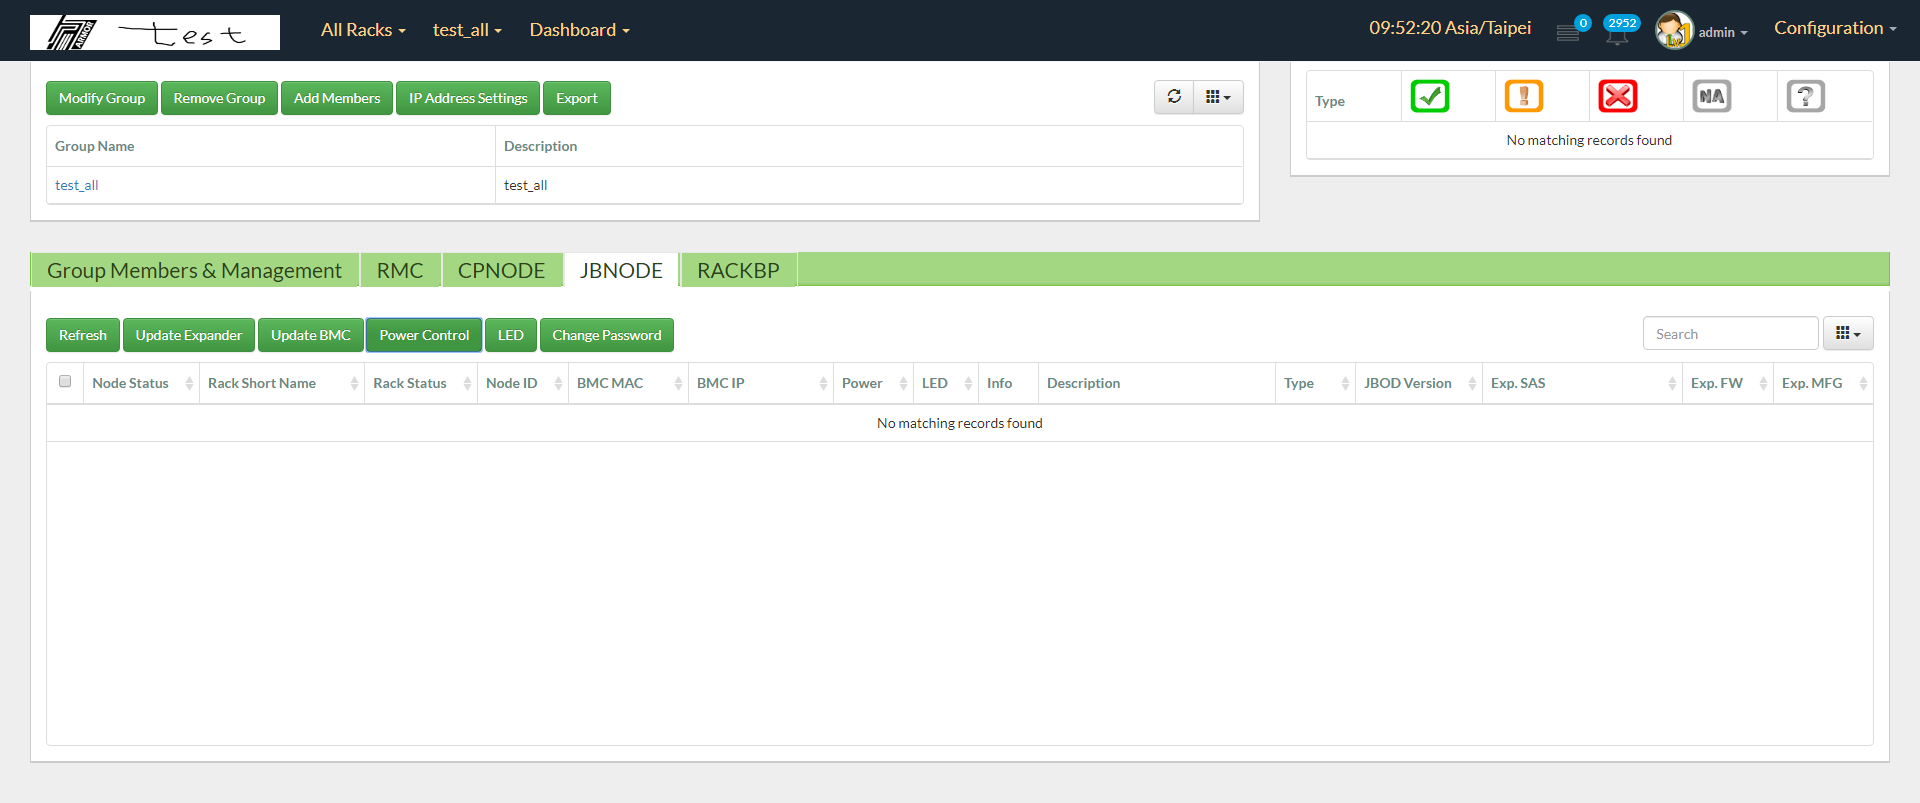 ARMOR test All Racks test_all Dashboard 09:52:20 Asia/Taipei 0 2952 admin Configuration
Modify Group Remove Group Add Members IP Address Settings Export
Group Name Description
test_all test_all
Type NA
No matching records found
Group Members & Management RMC CPNODE JBNODE RACKBP
Refresh Update Expander Update BMC Power Control LED Change Password Search
Node Status Rack Short Name Rack Status Node ID BMC MAC BMC IP Power LED Info Description Type JBOD Version Exp. SAS Exp. FW Exp. MFG
No matching records found